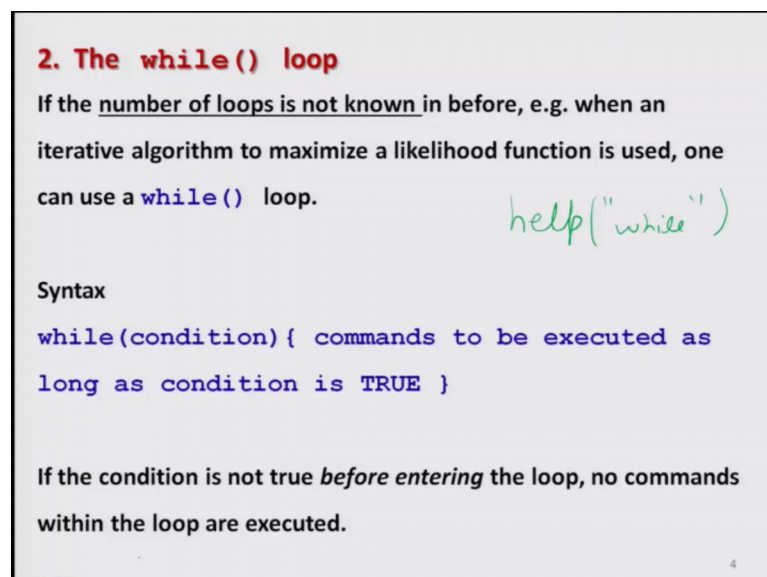 2. The while() loop
If the number of loops is not known in before, e.g. when an
iterative algorithm to maximize a likelihood function is used, one
can use a while() loop.
help("while")
Syntax
while(condition){ commands to be executed as
long as condition is TRUE }
If the condition is not true before entering the loop, no commands
within the loop are executed.
4